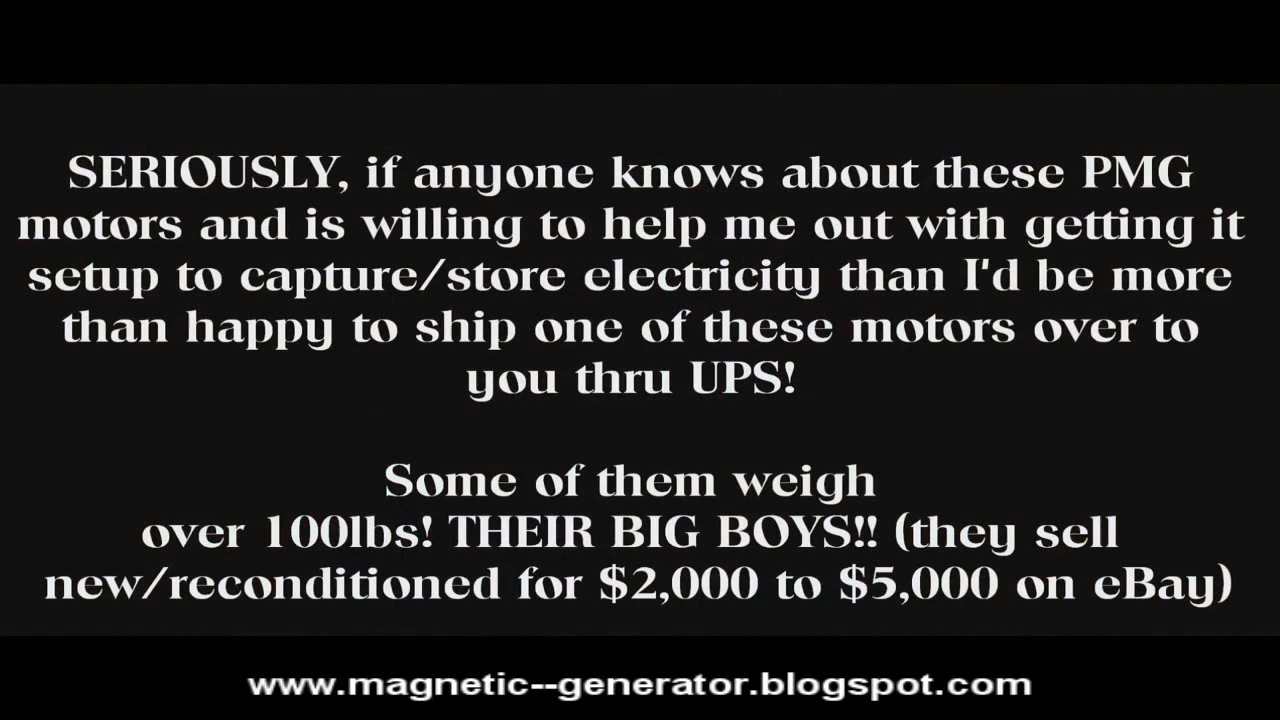 SERIOUSLY, if anyone knows about these PMG
motors and is willing to help me out with getting it
setup to capture/store electricity than I'd be more
than happy to ship one of these motors over to
you thru UPS!
Some of them weigh
over 100lbs! THEIR BIG BOYS!! (they sell
new/reconditioned for $2,000 to $5,000 on eBay)
www.magnetic--generator.blogspot.com